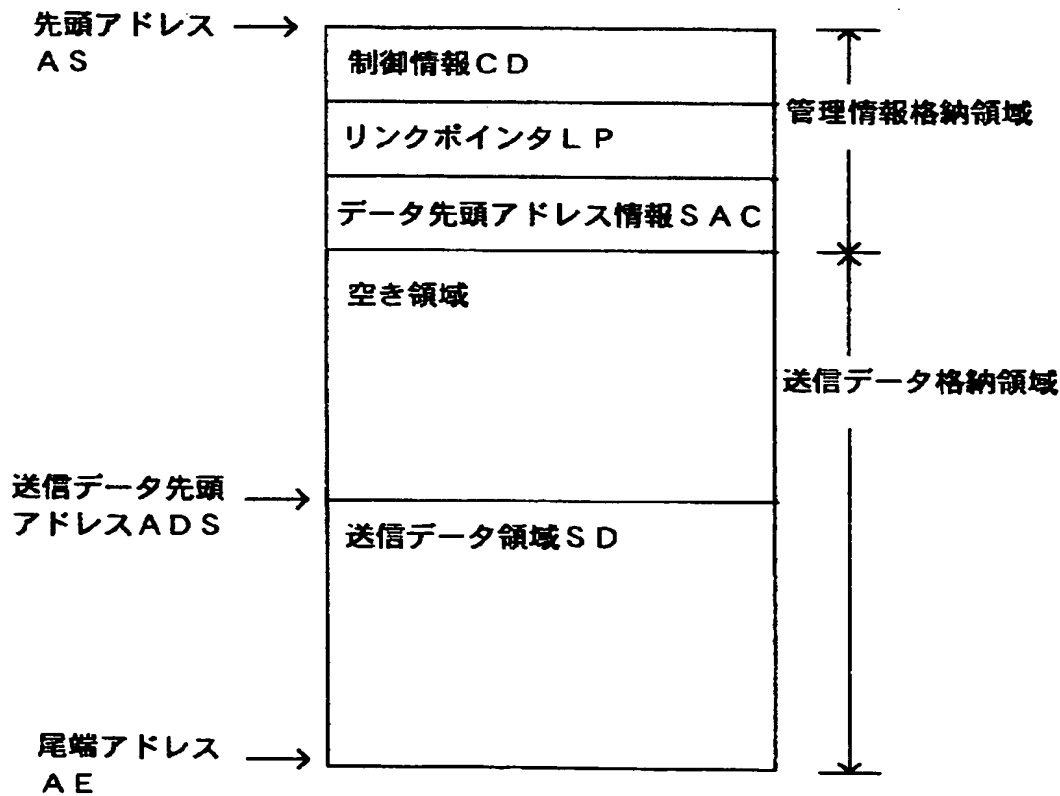 先頭アドレス
ＡＳ
制御情報ＣＤ
管理情報格納領域
リンクポインタＬＰ
データ先頭アドレス情報ＳＡＣ
空き領域
送信データ格納領域
送信データ先頭
アドレスＡＤＳ
送信データ領域ＳＤ
尾端アドレス
ＡＥ